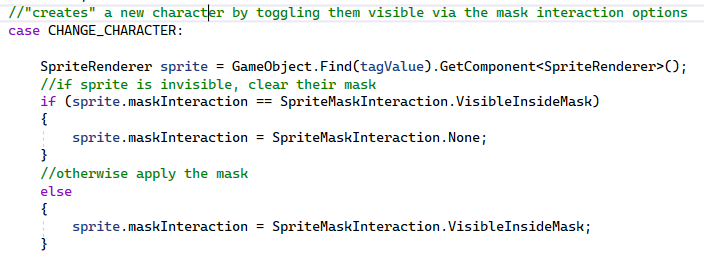 //"creates" a new character by toggling them visible via the mask interaction options
case CHANGE_CHARACTER:
SpriteRenderer sprite = GameObject.Find(tagValue).GetComponent<SpriteRenderer>();
//if sprite is invisible, clear their mask
if (sprite.maskInteraction == SpriteMaskInteraction.VisibleInsideMask)
{
sprite.maskInteraction = SpriteMaskInteraction.None;
}
//otherwise apply the mask
else
{
sprite.maskInteraction = SpriteMaskInteraction.VisibleInsideMask;
}